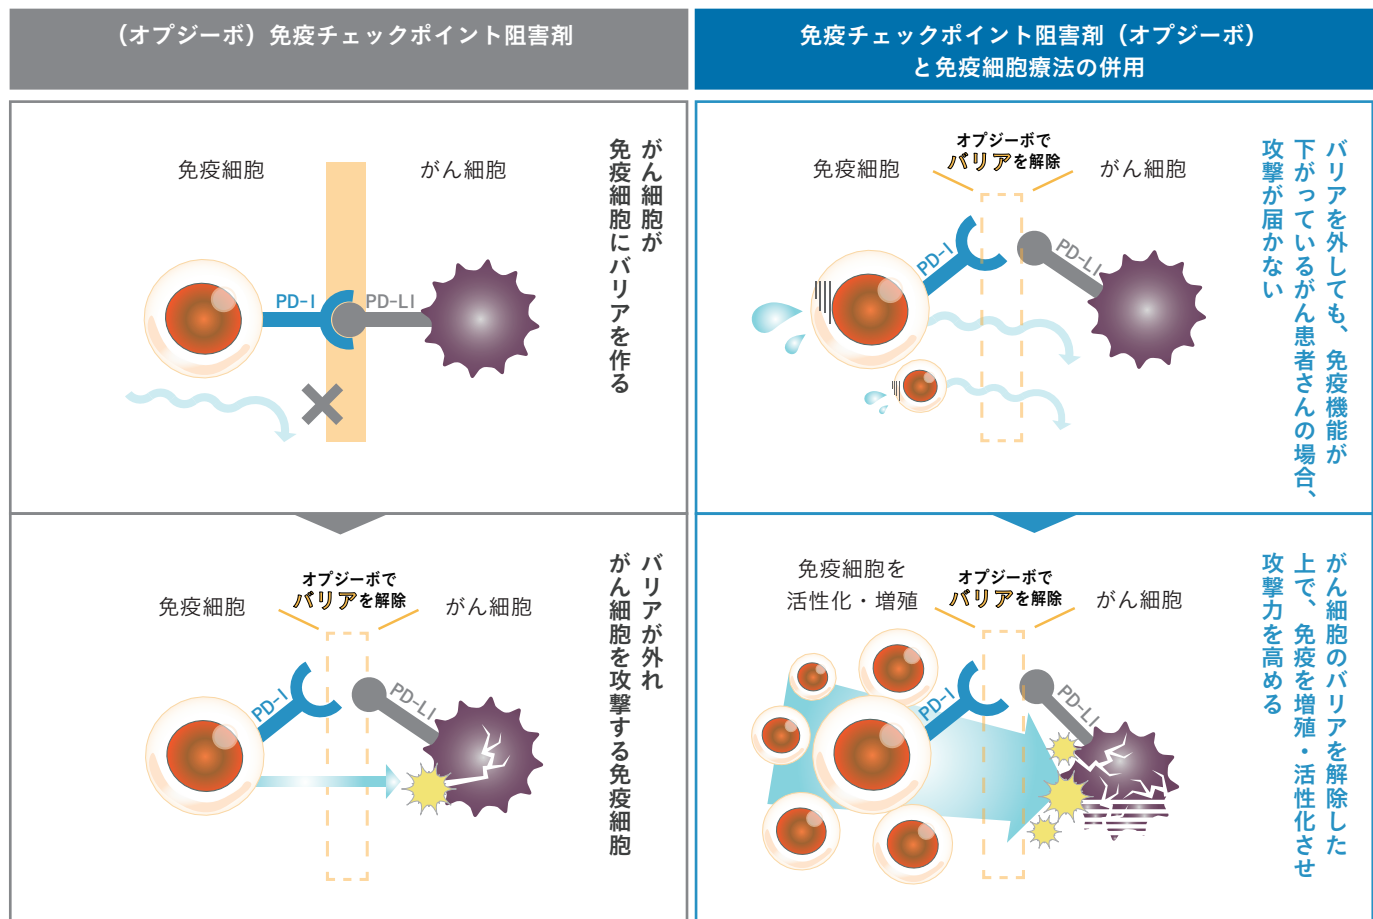 （オプジーボ）免疫チェックポイント阻害剤
免疫細胞
がん細胞
PD-1
PD-L1
がん細胞が
免疫細胞にバリアを作る
オプジーボで
バリアを解除
免疫細胞
がん細胞
PD-1
PD-L1
バリアが外れ
がん細胞を攻撃する免疫細胞
免疫チェックポイント阻害剤（オプジーボ）
と免疫細胞療法の併用
オプジーボで
バリアを解除
免疫細胞
がん細胞
PD-1
PD-L1
バリアを外しても、免疫機能が
下がっているがん患者さんの場合、
攻撃が届かない
免疫細胞を
活性化・増殖
オプジーボで
バリアを解除
がん細胞
PD-1
PD-L1
がん細胞のバリアを解除した
上で、免疫を増殖・活性化させ
攻撃力を高める